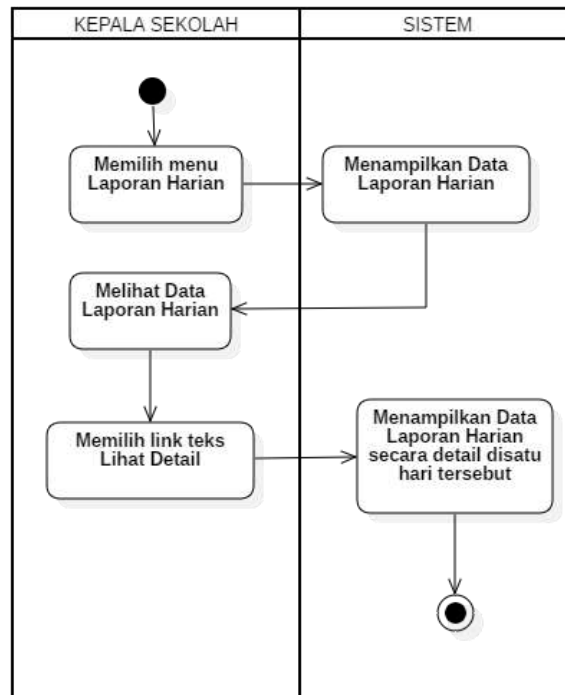 KEPALA SEKOLAH
SISTEM
Memilih menu
Laporan Harian
Menampilkan Data
Laporan Harian
Melihat Data
Laporan Harian
Memilih link teks
Lihat Detail
Menampilkan Data
Laporan Harian
secara detail disatu
hari tersebut